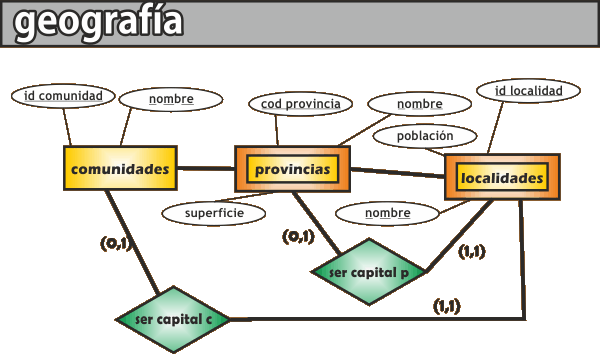 geografía
id comunidad
nombre
cod provincia
nombre
id localidad
población
comunidades
provincias
localidades
superficie
nombre
(0,1)
(0,1)
(1,1)
ser capital p
(1,1)
ser capital c